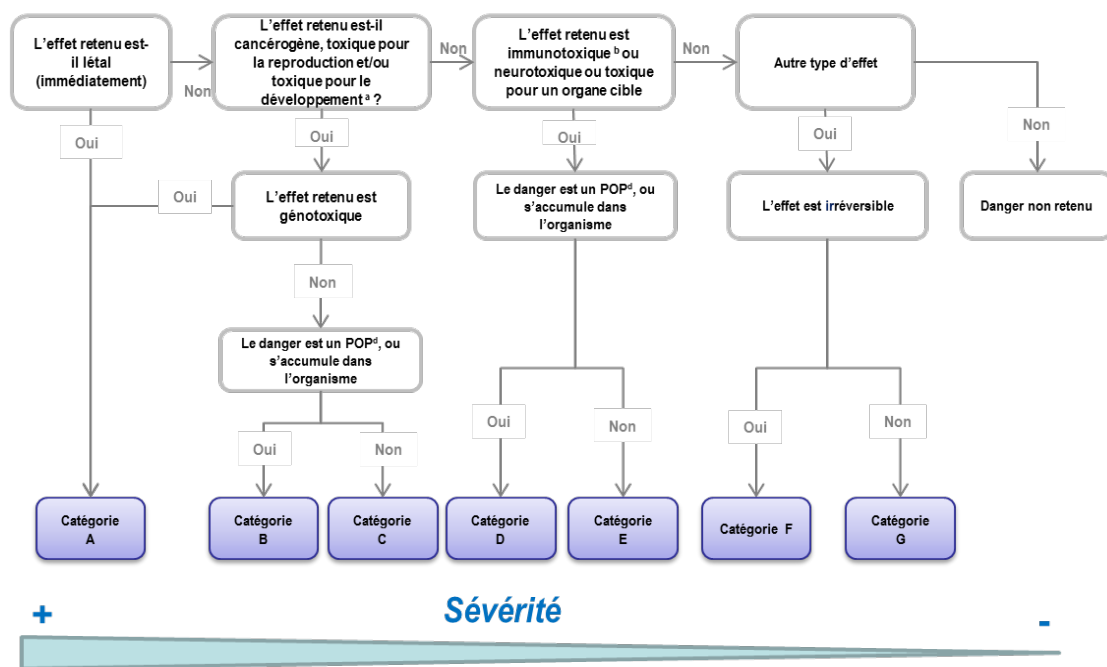 L'effet retenu est-
il létal
(immédiatement)
Non
L'effet retenu est-il
cancérogène, toxique pour
la reproduction et/ou
toxique pour le
développement a ?
Non
L'effet retenu est
immunotoxique b ou
neurotoxique ou toxique
pour un organe cible
Non
Autre type d'effet
Oui
Oui
Oui
Oui
Non
Oui
L'effet retenu est
génotoxique
Le danger est un POPd, ou
s'accumule dans
l'organisme
L'effet est irréversible
Danger non retenu
Non
Le danger est un POPd, ou
s'accumule dans
l'organisme
Oui
Non
Oui
Non
Oui
Non
Catégorie
A
Catégorie
B
Catégorie
C
Catégorie
D
Catégorie
E
Catégorie F
Catégorie
G
+
Sévérité
-